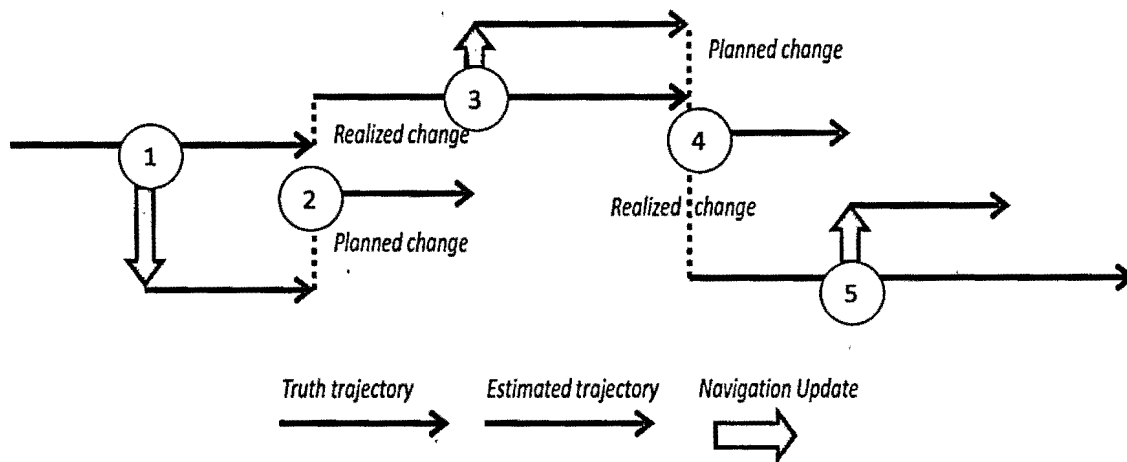 Planned change
3
1
Realized change
4
2
Realized change
Planned change
5
Truth trajectory
Estimated trajectory
Navigation Update